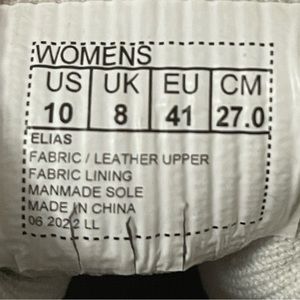 WOMENS
US UK EU CM
10 8 41 27.0
ELIAS
FABRIC / LEATHER UPPER
FABRIC LINING
MANMADE SOLE
MADE IN CHINA
06 2022 LL